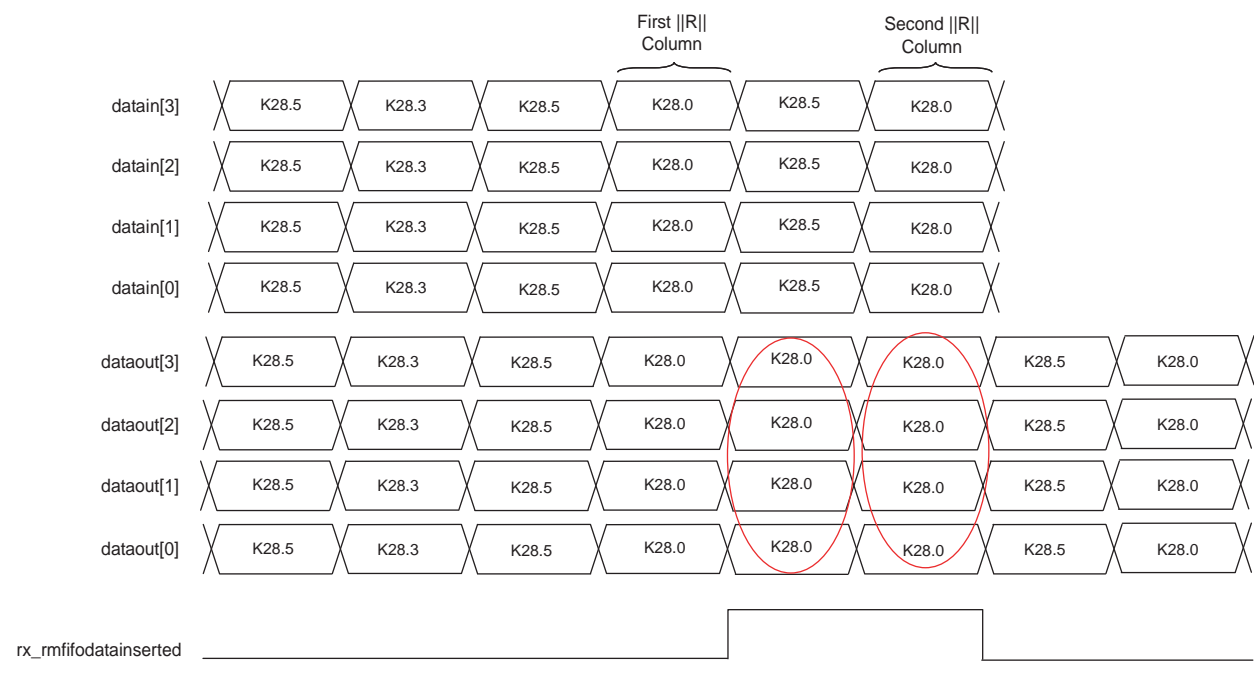 First ||R||
Column
Second ||R||
Column
datain[3] K28.5 K28.3 K28.5 K28.0 K28.5 K28.0
datain[2] K28.5 K28.3 K28.5 K28.0 K28.5 K28.0
datain[1] K28.5 K28.3 K28.5 K28.0 K28.5 K28.0
datain[0] K28.5 K28.3 K28.5 K28.0 K28.5 K28.0
dataout[3] K28.5 K28.3 K28.5 K28.0 K28.0 K28.0 K28.5 K28.0
dataout[2] K28.5 K28.3 K28.5 K28.0 K28.0 K28.0 K28.5 K28.0
dataout[1] K28.5 K28.3 K28.5 K28.0 K28.0 K28.0 K28.5 K28.0
dataout[0] K28.5 K28.3 K28.5 K28.0 K28.0 K28.0 K28.5 K28.0
rx_rmfifodatainserted